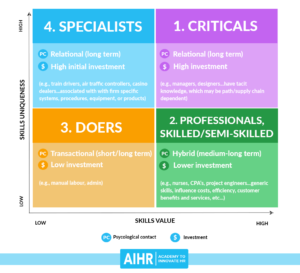 HIGH
4. SPECIALISTS
PC Relational (long term)
$ High initial investment
(e.g., train drivers, air traffic controllers, casino
dealers...associated with with firm specific
systems, procedures, equipment, or products)
1. CRITICALS
PC Relational (long term)
$ High investment
(e.g., managers, designers...have tacit
knowledge, which may be path/supply chain
dependent)
SKILLS UNIQUENESS
3. DOERS
PC Transactional (short/long term)
$ Low investment
(e.g., manual labour, admin)
2. PROFESSIONALS,
SKILLED/SEMI-SKILLED
PC Hybrid (medium-long term)
$ Lower investment
(e.g., nurses, CPA's, project engineers...generic
skills, influence costs, efficiency, customer
benefits and services, etc...)
LOW
LOW
SKILLS VALUE
HIGH
PC Psycological contact
$ Investment
AIHR
ACADEMY TO
INNOVATE HR